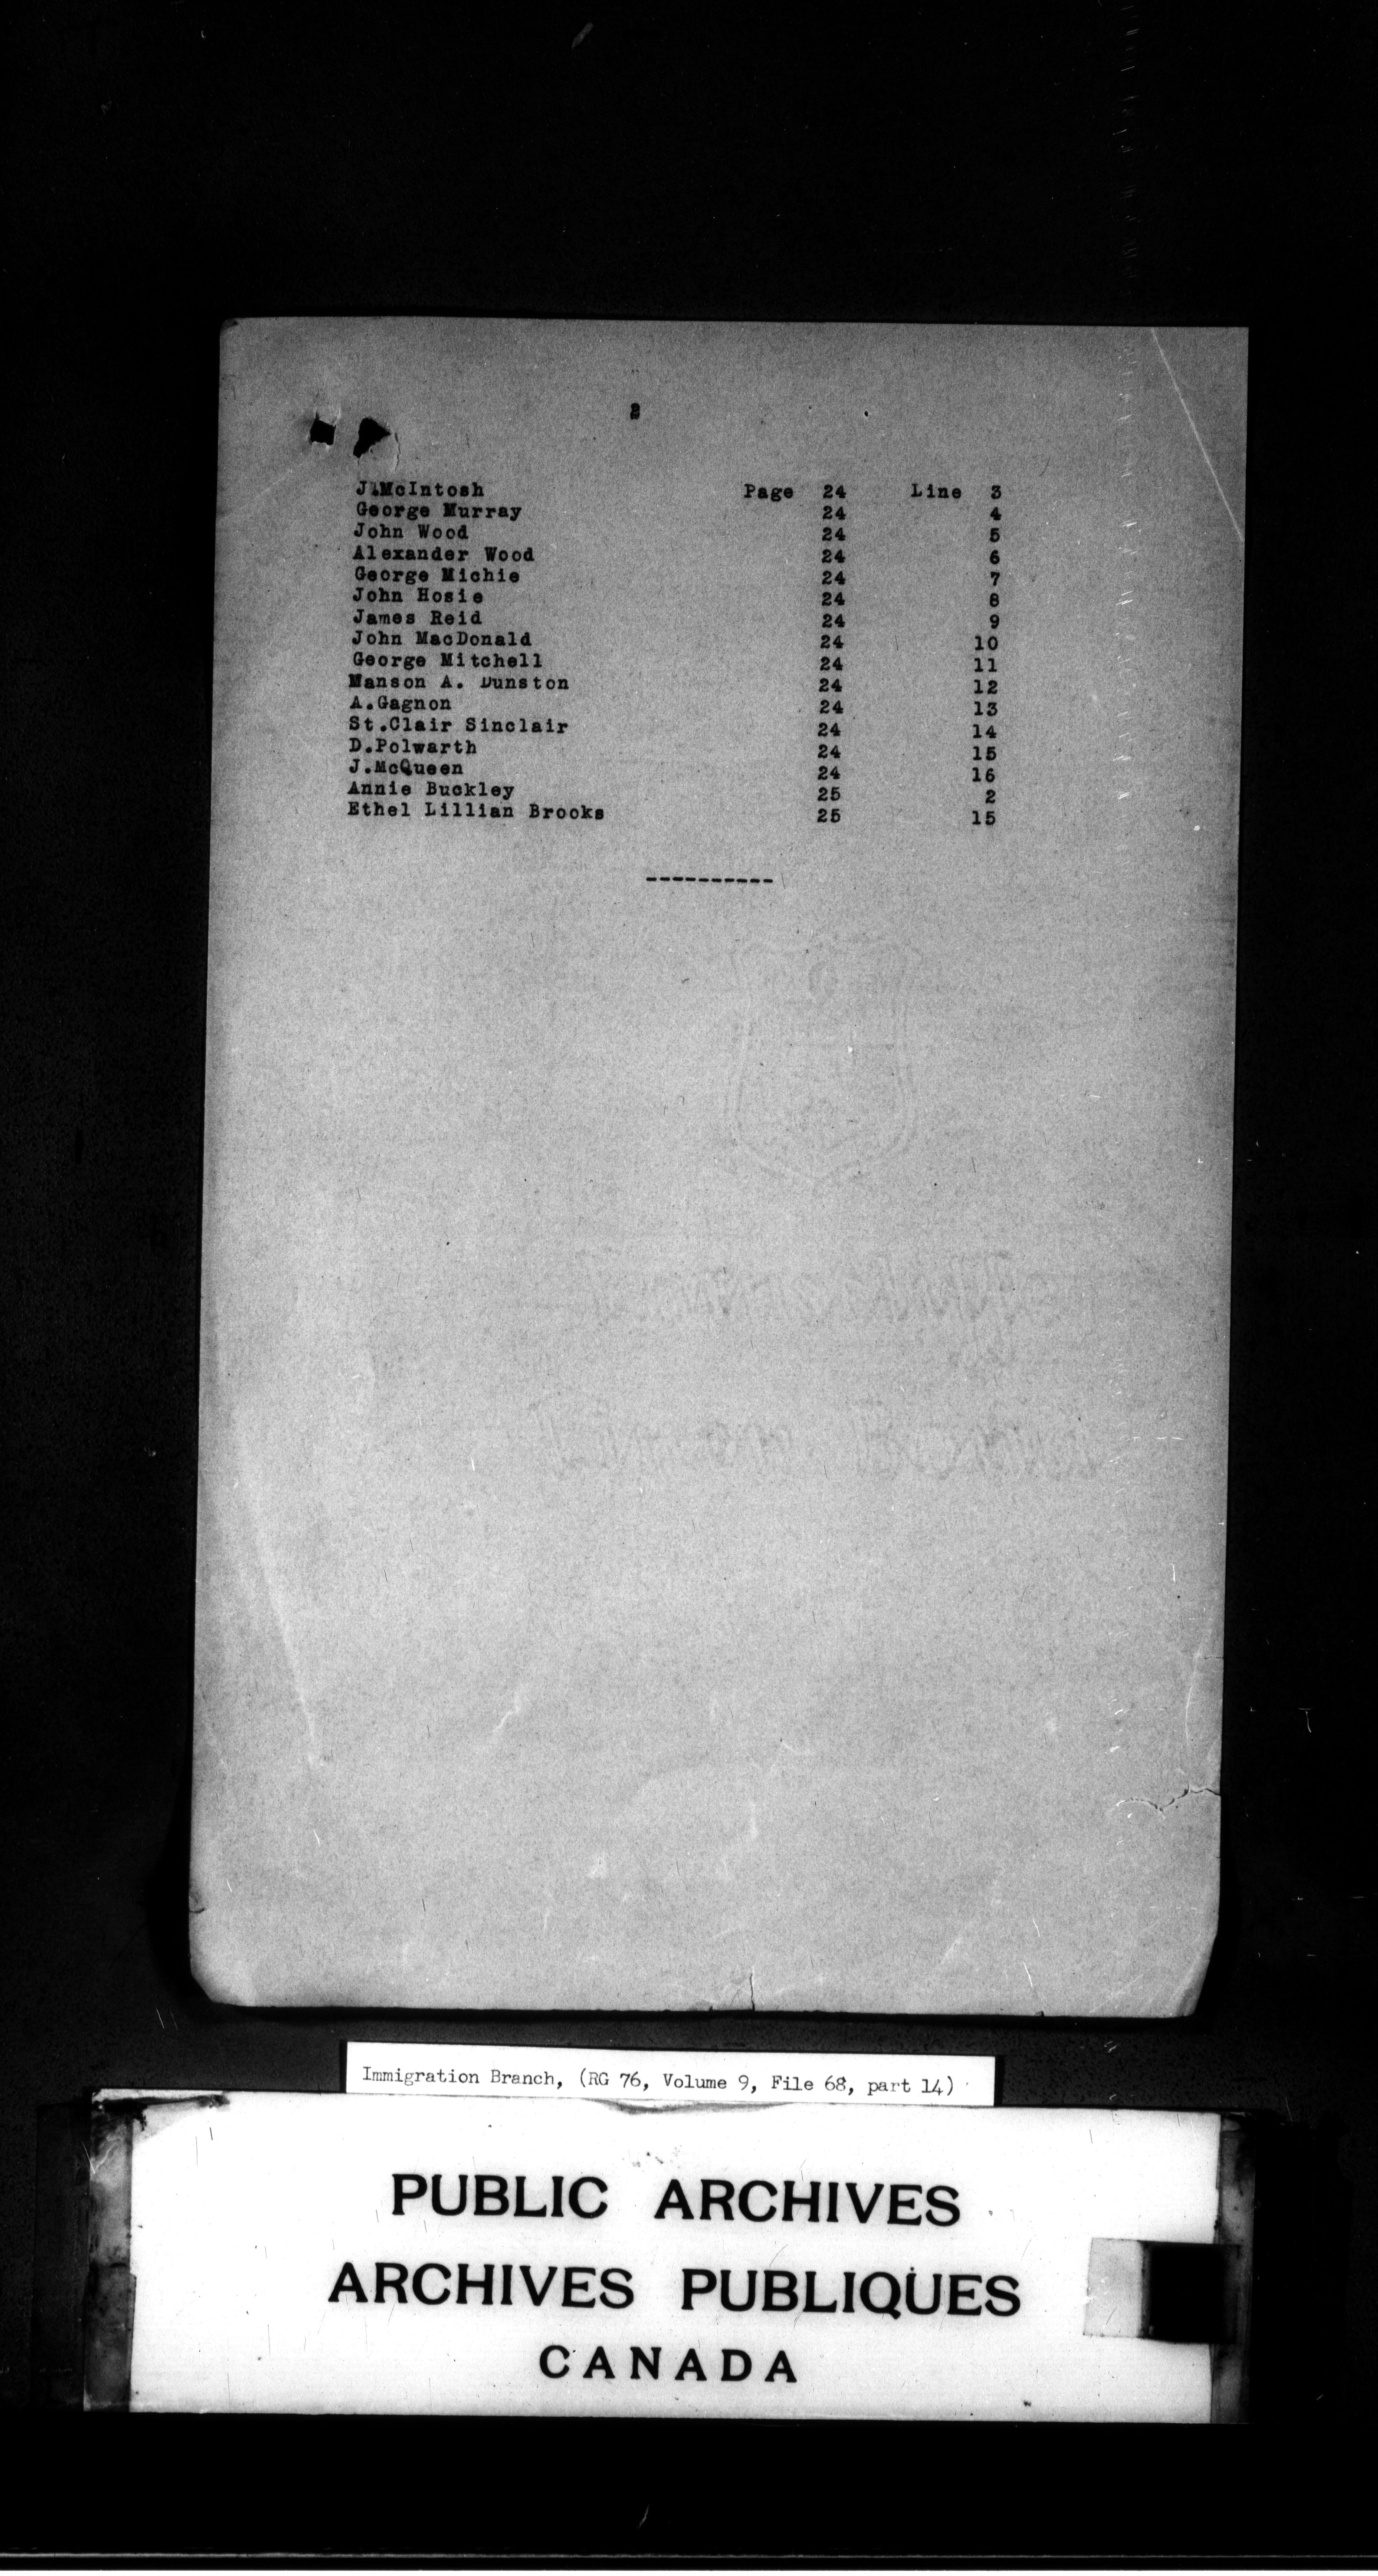 2
J.McIntosh Page 24 Line 3
George Murray 24 4
John Wood 24 5
Alexander Wood 24 6
George Michie 24 7
John Hosie 24 8
James Reid 24 9
John MacDonald 24 10
George Mitchell 24 11
Manson A. Dunston 24 12
A.Gagnon 24 13
St.Clair Sinclair 24 14
D.Polwarth 24 15
J.McQueen 24 16
Annie Buckley 25 2
Ethel Lillian Brooks 25 15
----------
Immigration Branch, (RG 76, Volume 9, File 68, part 14)
PUBLIC ARCHIVES
ARCHIVES PUBLIQUES
CANADA